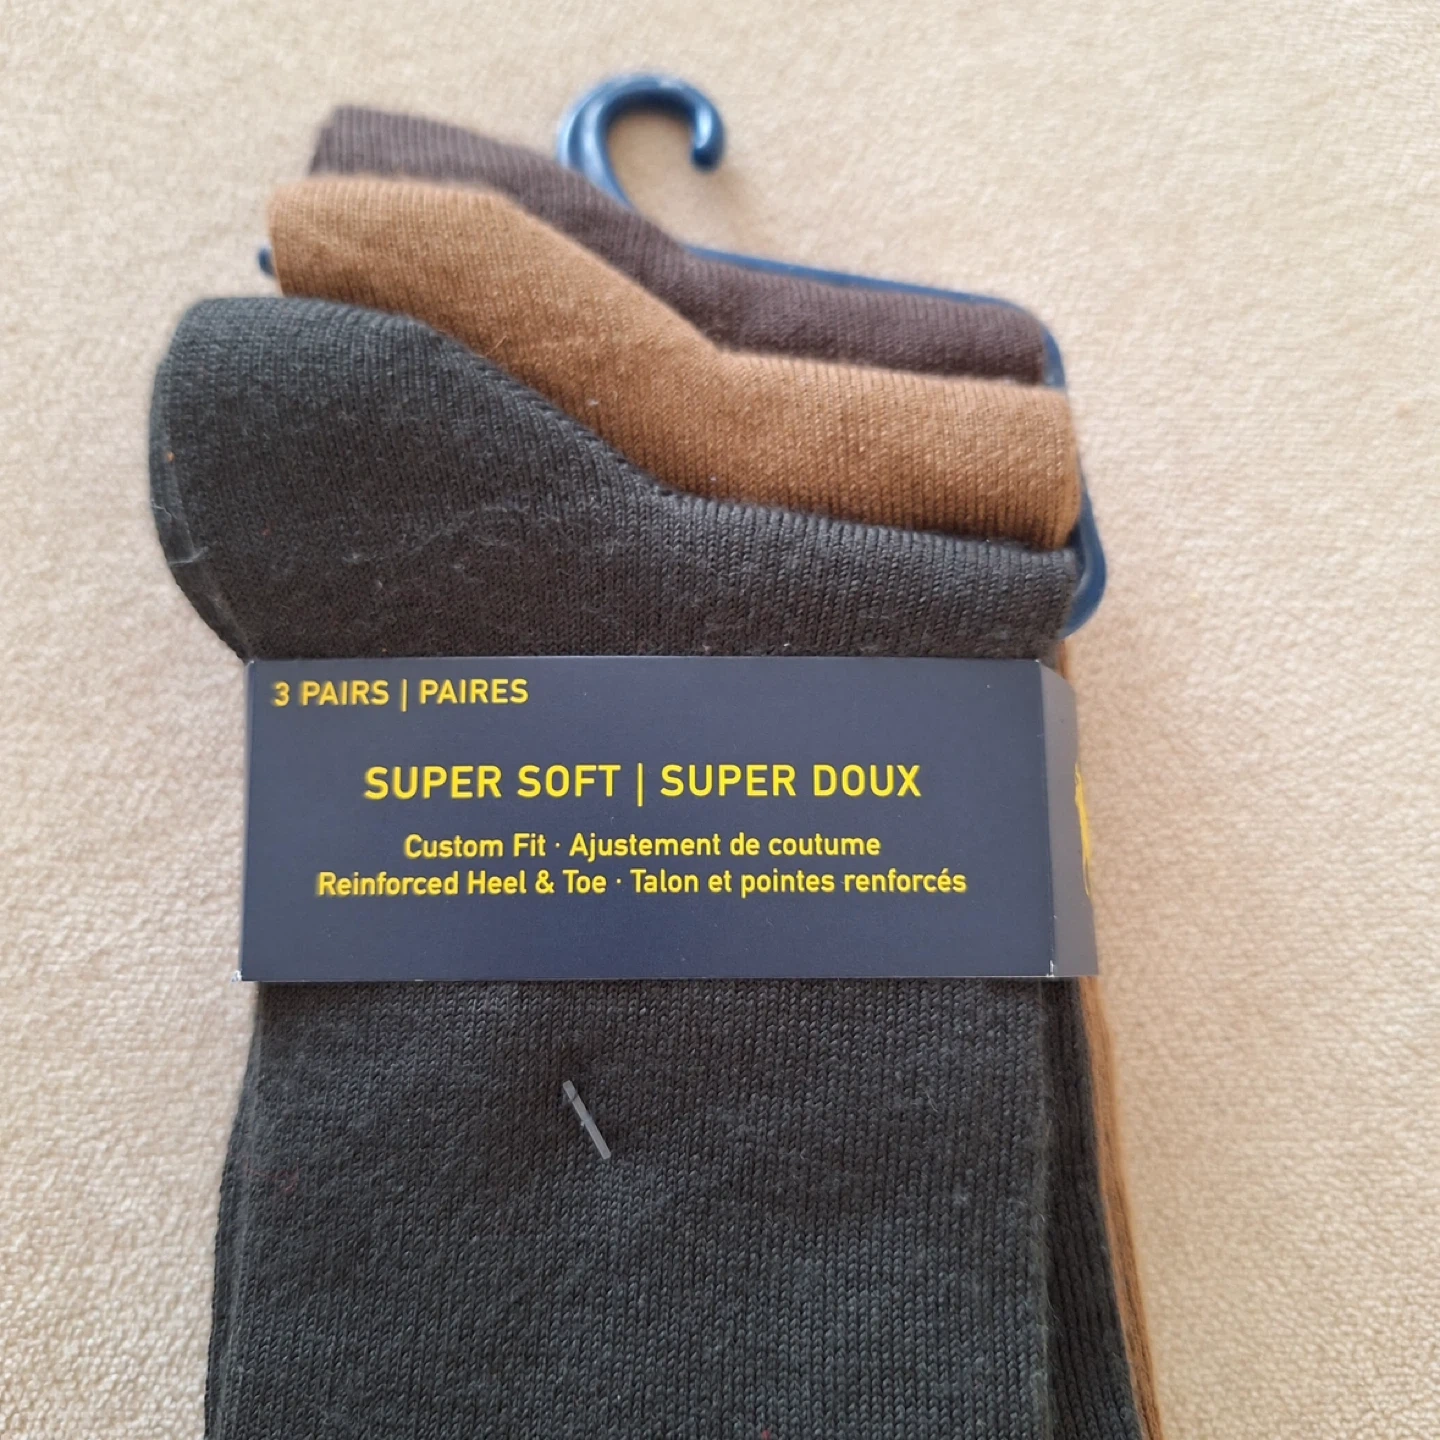 3 PAIRS | PAIRES
SUPER SOFT | SUPER DOUX
Custom Fit · Ajustement de coutume
Reinforced Heel & Toe · Talon et pointes renforcés